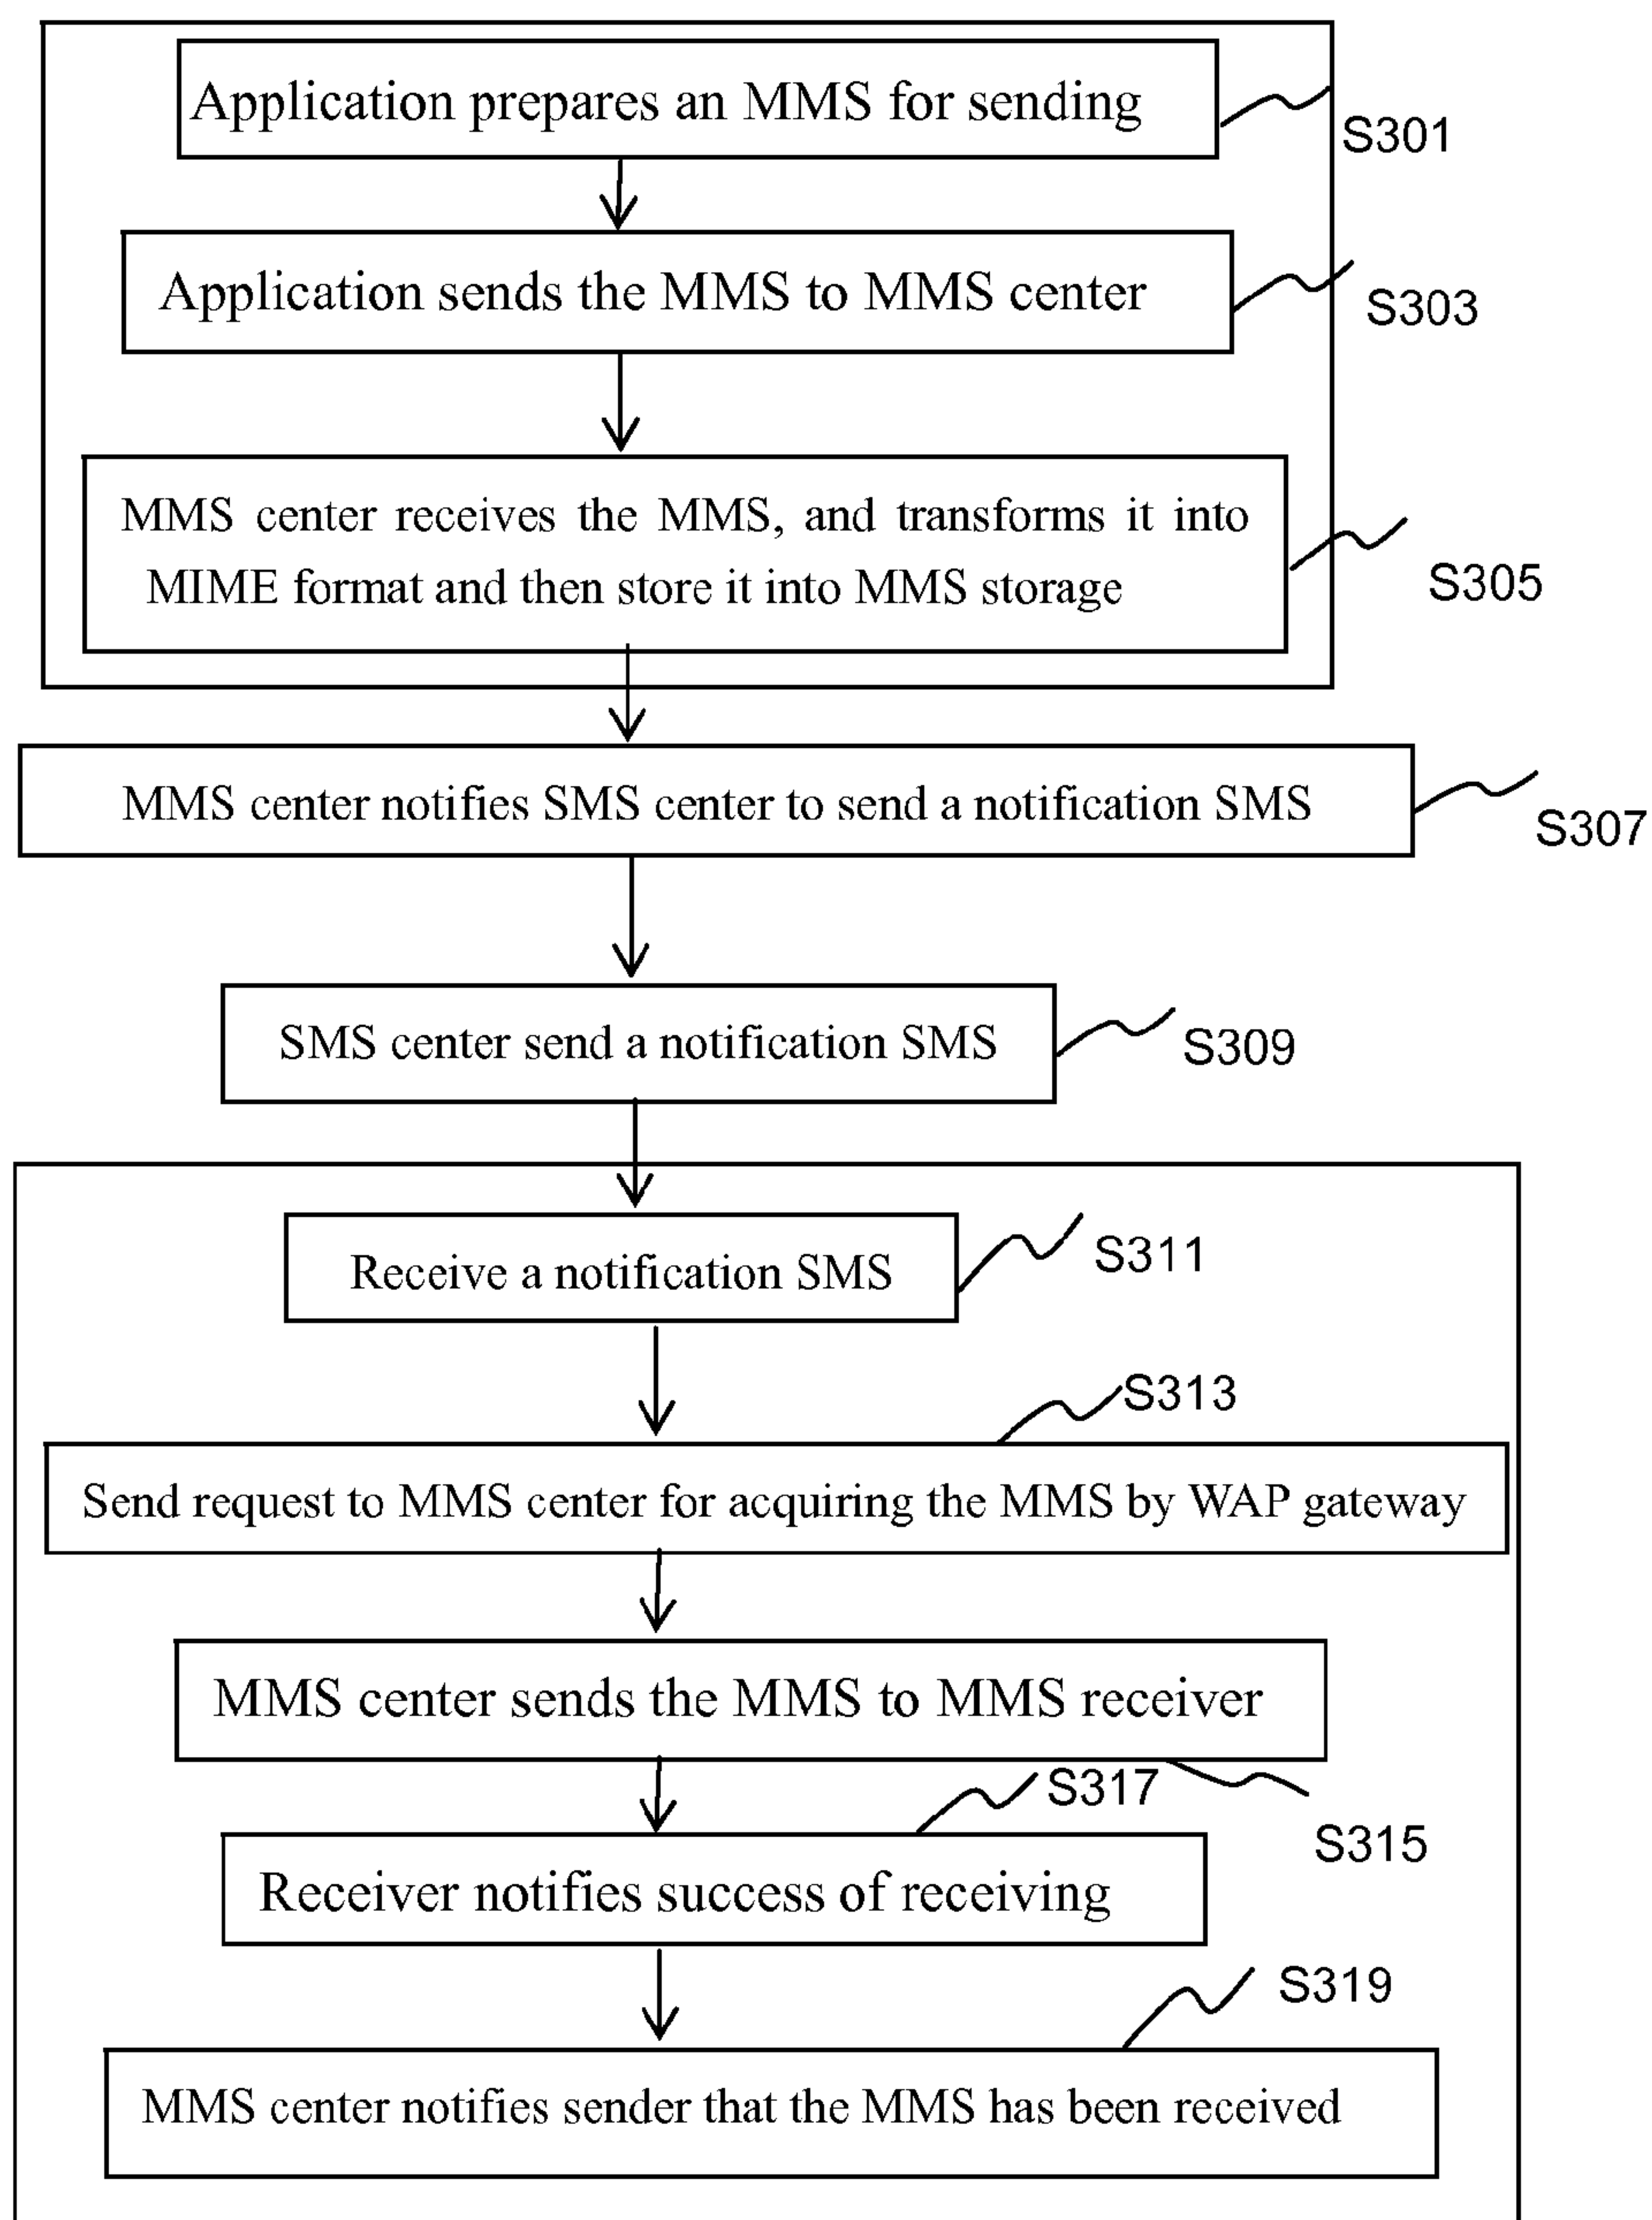 Application prepares an MMS for sending
S301
Application sends the MMS to MMS center
S303
MMS center receives the MMS, and transforms it into
MIME format and then store it into MMS storage
S305
MMS center notifies SMS center to send a notification SMS
S307
SMS center send a notification SMS
S309
Receive a notification SMS
S311
S313
Send request to MMS center for acquiring the MMS by WAP gateway
MMS center sends the MMS to MMS receiver
S315
S317
Receiver notifies success of receiving
S319
MMS center notifies sender that the MMS has been received